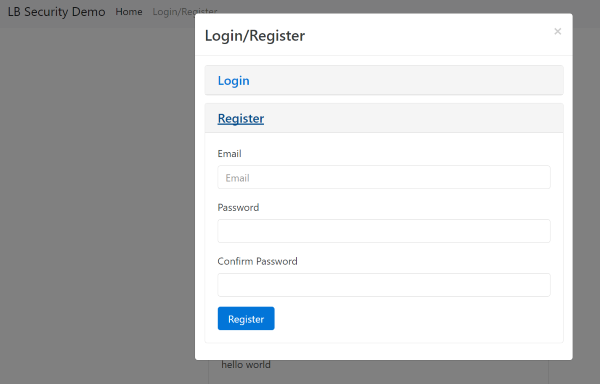 LB Security Demo Home Login/Register
Login/Register ×
Login
Register
Email
Email
Password
Confirm Password
Register
hello world